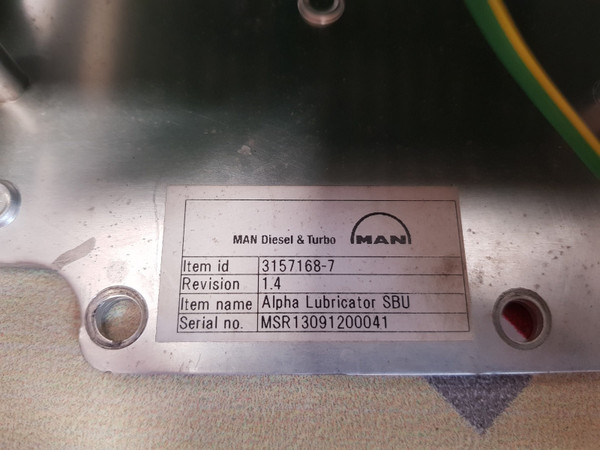 MAN Diesel & Turbo MAN
Item id 3157168-7
Revision 1.4
Item name Alpha Lubricator SBU
Serial no. MSR13091200041